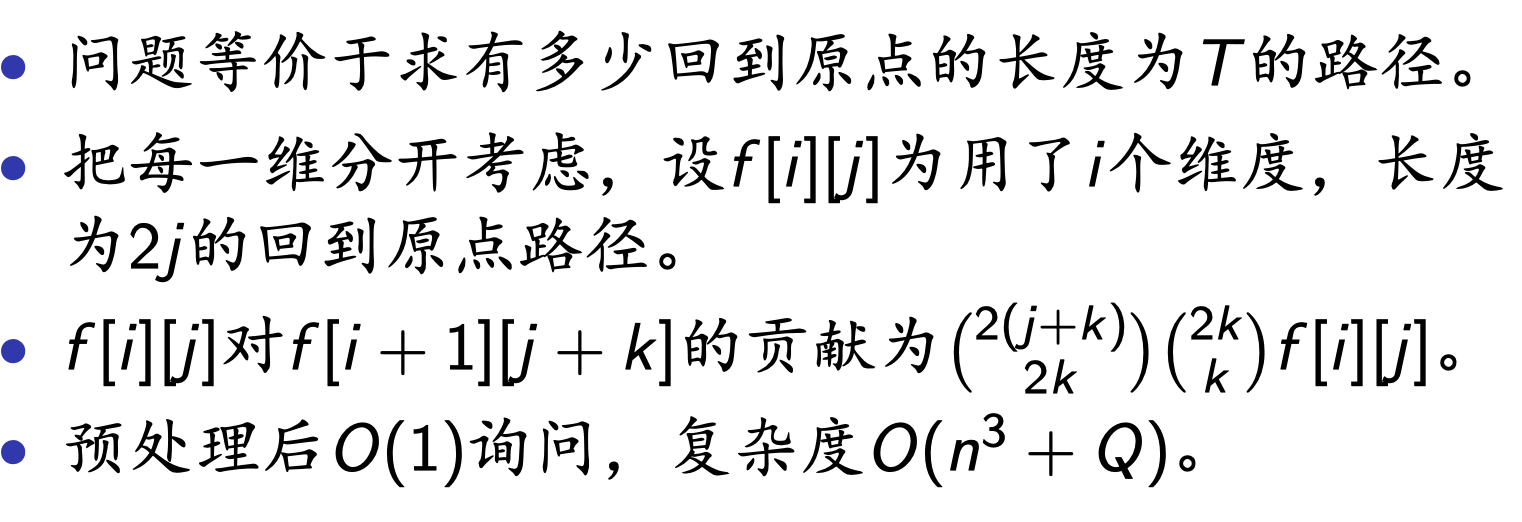 • 问题等价于求有多少回到原点的长度为T的路径。
• 把每一维分开考虑，设f[i][j]为用了i个维度，长度
为2j的回到原点路径。
• f[i][j]对f[i + 1][j + k]的贡献为$\binom{2(j+k)}{2k}\binom{2k}{k}$f[i][j]。
• 预处理后O(1)询问，复杂度O(n³ + Q)。